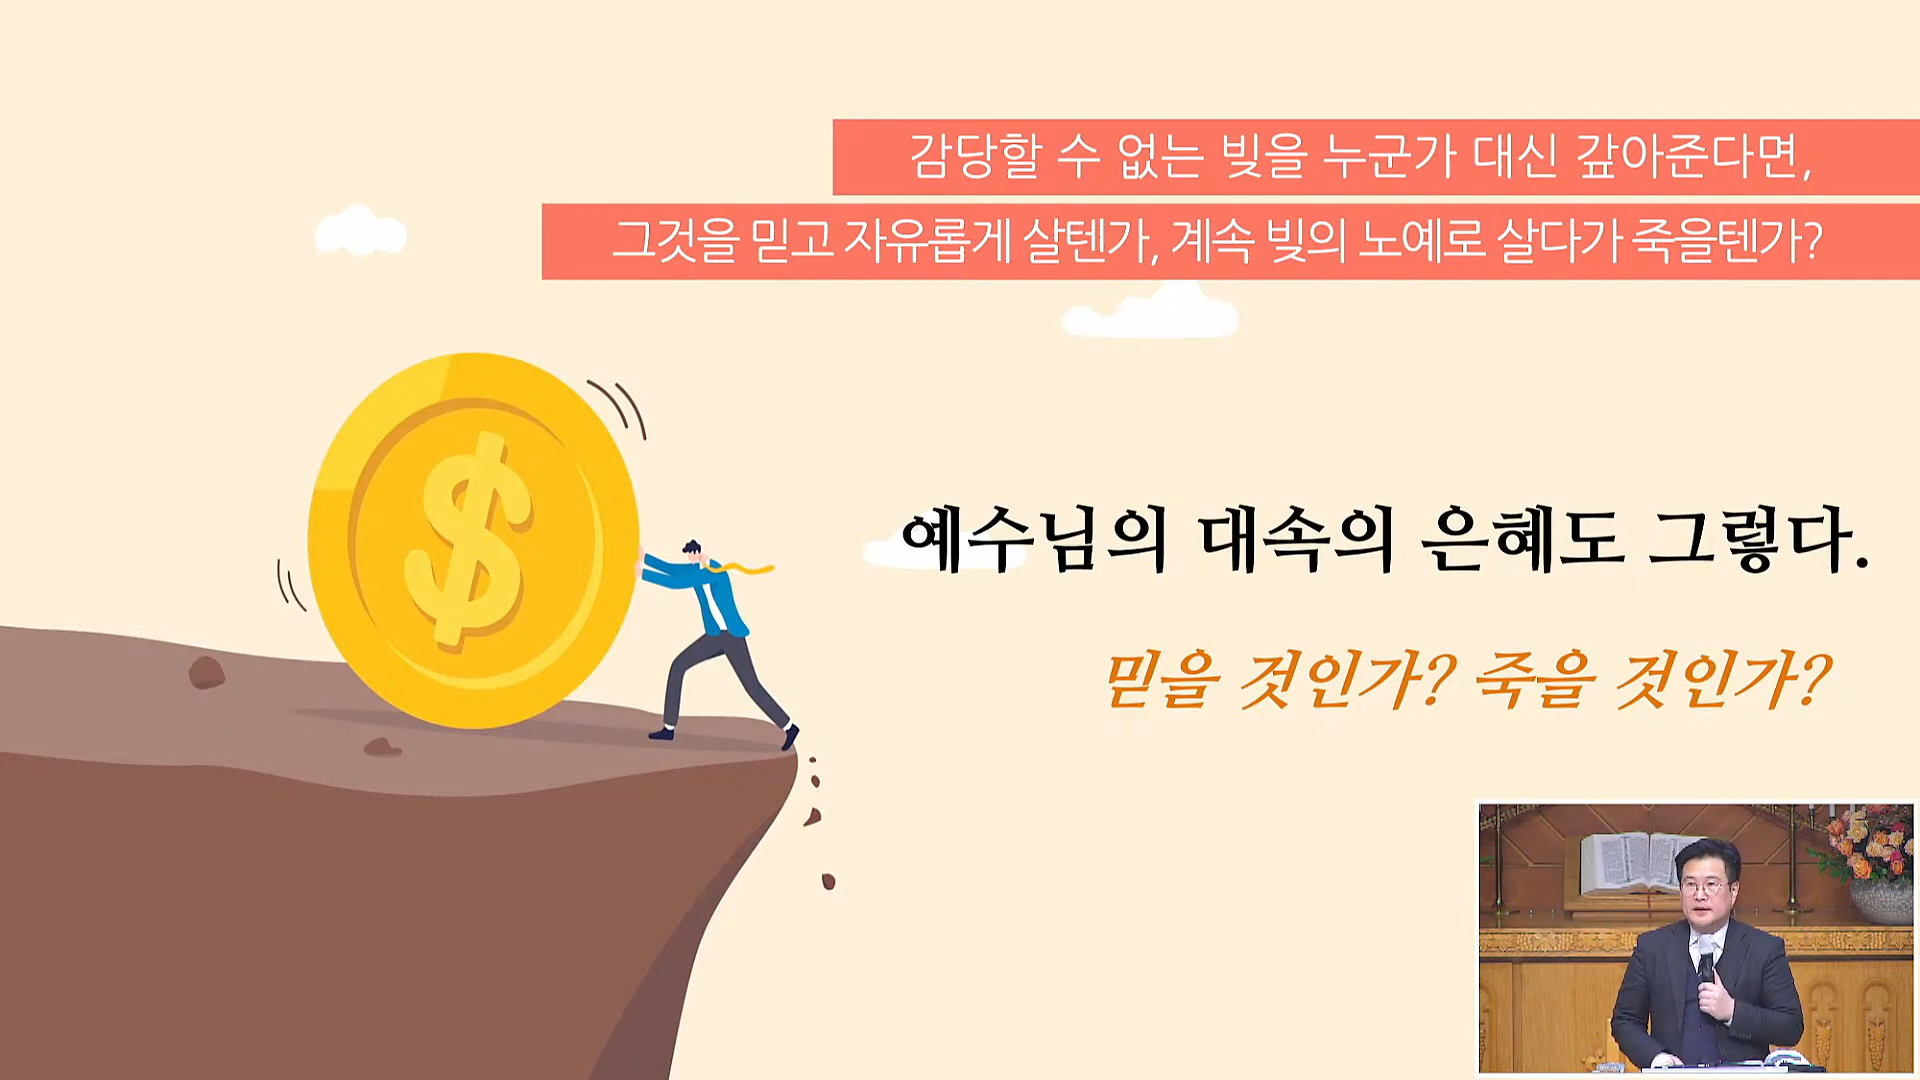 감당할 수 없는 빚을 누군가 대신 갚아준다면,
그것을 믿고 자유롭게 살텐가, 계속 빚의 노예로 살다가 죽을텐가?
예수님의 대속의 은혜도 그렇다.
믿을 것인가? 죽을 것인가?
$